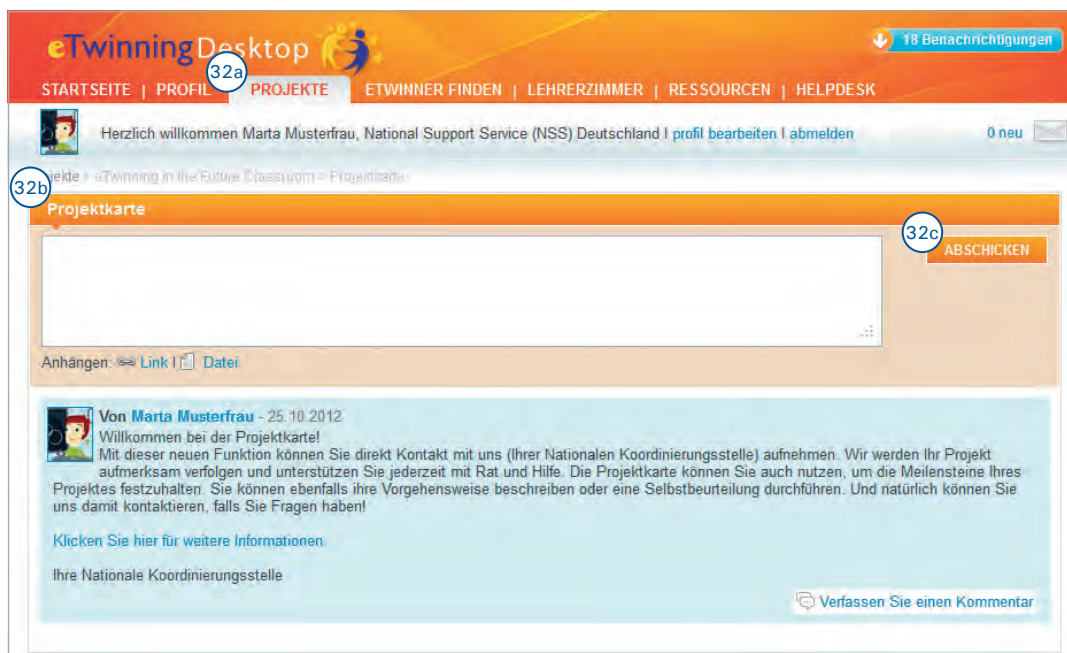 eTwinning Desktop
18 Benachrichtigungen
32a
STARTSEITE | PROFIL PROJEKTE ETWINNER FINDEN | LEHRERZIMMER | RESSOURCEN | HELPDESK
Herzlich willkommen Marta Musterfrau, National Support Service (NSS) Deutschland I profil bearbeiten I abmelden
0 neu
jekte › eTwinning in the Future Classroom > Projektkarte
32b
Projektkarte
32c
ABSCHICKEN
Anhängen: Link I Datei
Von Marta Musterfrau - 25.10.2012
Willkommen bei der Projektkarte!
Mit dieser neuen Funktion können Sie direkt Kontakt mit uns (Ihrer Nationalen Koordinierungsstelle) aufnehmen. Wir werden Ihr Projekt
aufmerksam verfolgen und unterstützen Sie jederzeit mit Rat und Hilfe. Die Projektkarte können Sie auch nutzen, um die Meilensteine Ihres
Projektes festzuhalten. Sie können ebenfalls ihre Vorgehensweise beschreiben oder eine Selbstbeurteilung durchführen. Und natürlich können Sie
uns damit kontaktieren, falls Sie Fragen haben!
Klicken Sie hier für weitere Informationen.
Ihre Nationale Koordinierungsstelle
Verfassen Sie einen Kommentar